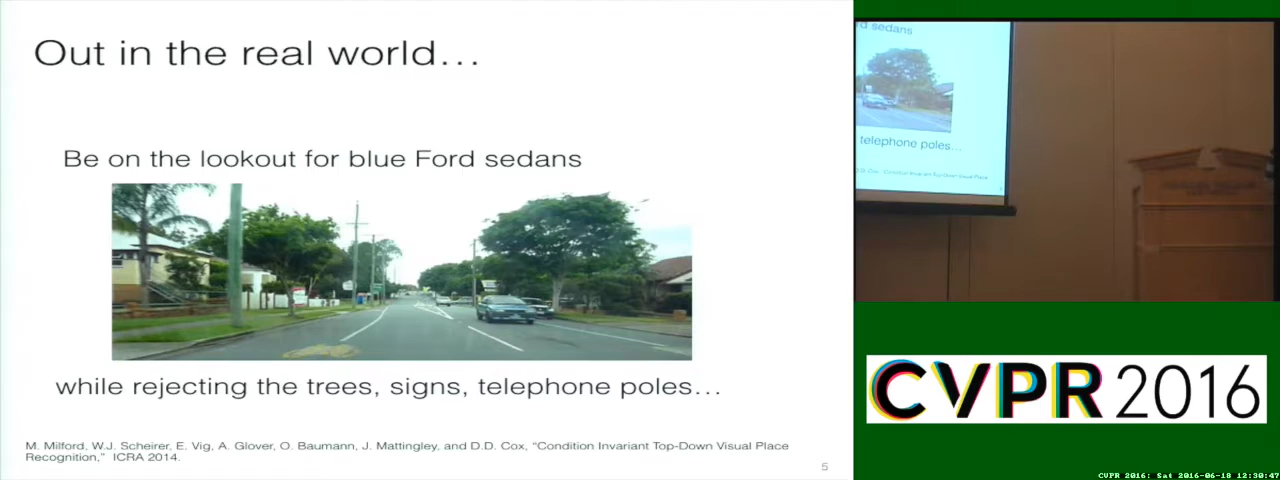 Out in the real world...
Be on the lookout for blue Ford sedans
while rejecting the trees, signs, telephone poles...
M. Milford, W.J. Scheirer, E. Vig, A. Glover, O. Baumann, J. Mattingley, and D.D. Cox, “Condition Invariant Top-Down Visual Place
Recognition,” ICRA 2014.
5
d sedans
telephone poles...
CVPR 2016
CVPR 2016: Sat 2016-06-18 12:30:47